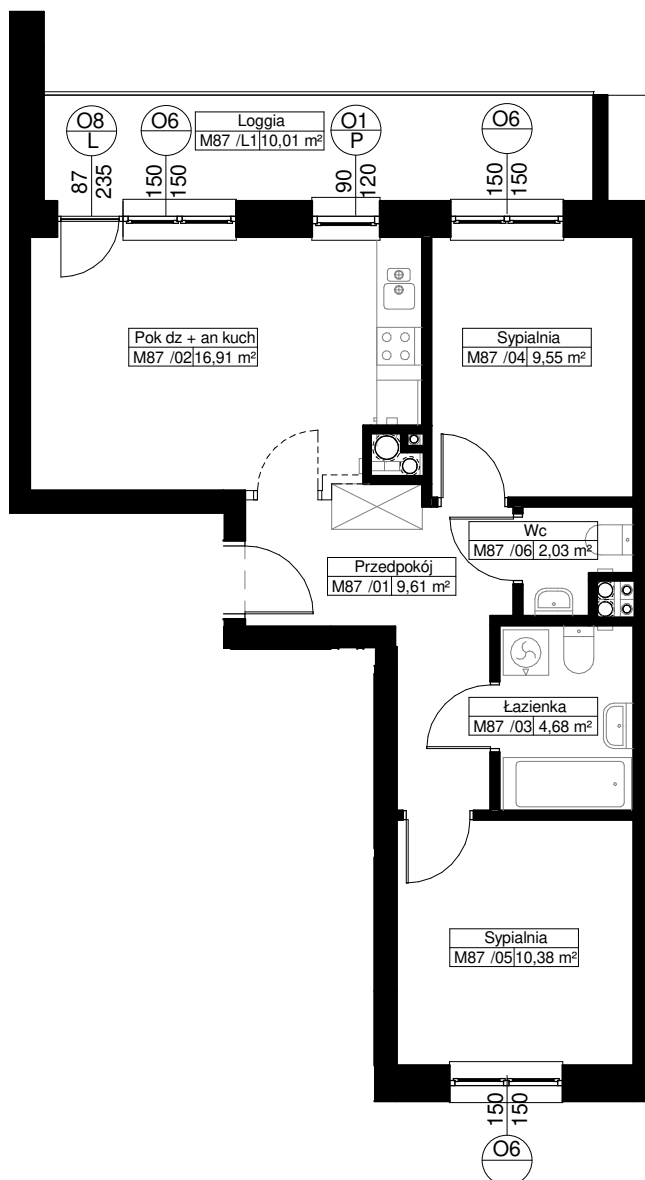 O8
L
O6
Loggia
M87 /L1 10,01 m²
O1
P
O6
87
235
150
150
90
120
150
150
Pok dz + an kuch
M87 /02 16,91 m²
Sypialnia
M87 /04 9,55 m²
Wc
M87 /06 2,03 m²
Przedpokój
M87 /01 9,61 m²
Łazienka
M87 /03 4,68 m²
Sypialnia
M87 /05 10,38 m²
150
150
O6